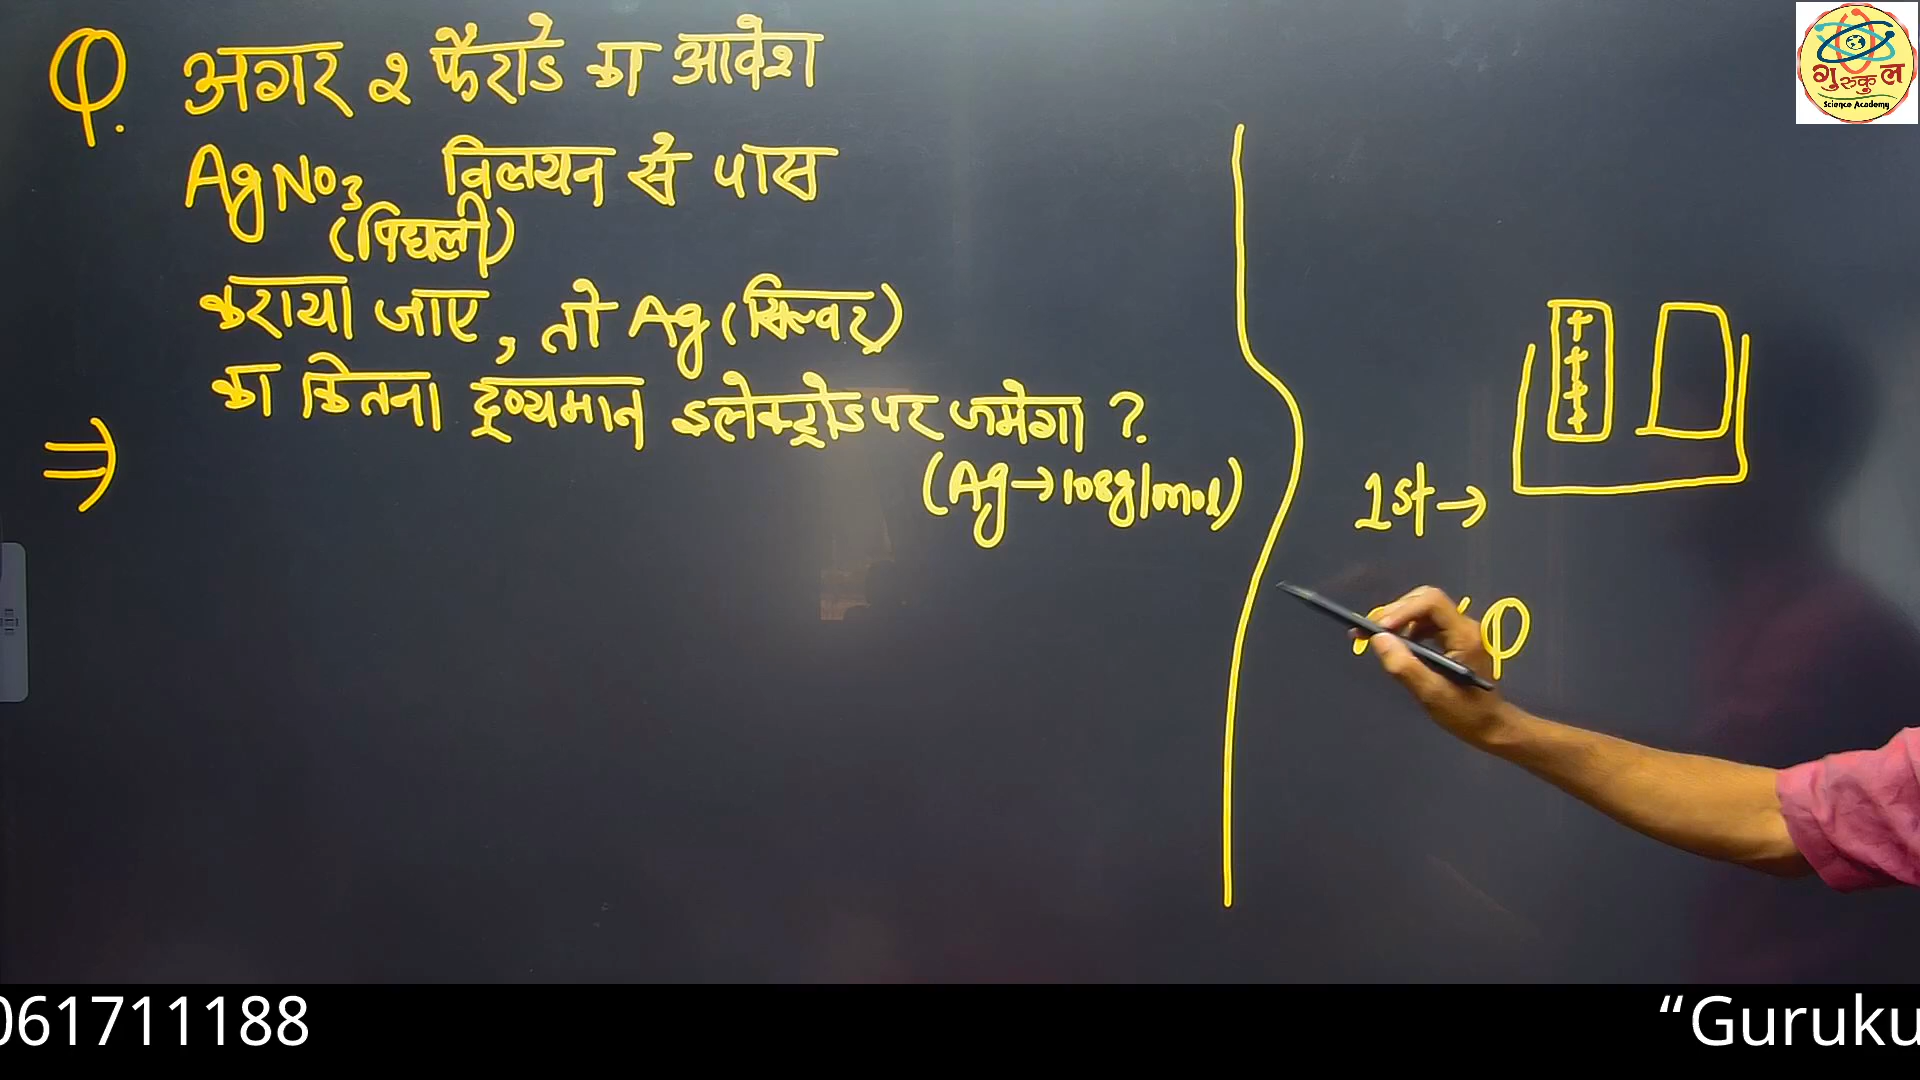 Q. अगर २ फैराडे का आवेश
AgNO3 विलयन से पास
(पिघली)
कराया जाए, तो Ag (सिल्वर)
का कितना द्रव्यमान इलेक्ट्रोड पर जमेगा ?
⇒
(Ag→108g/mol)
1st →
Q
गुरुकुल
Science Academy
061711188
“Guruku